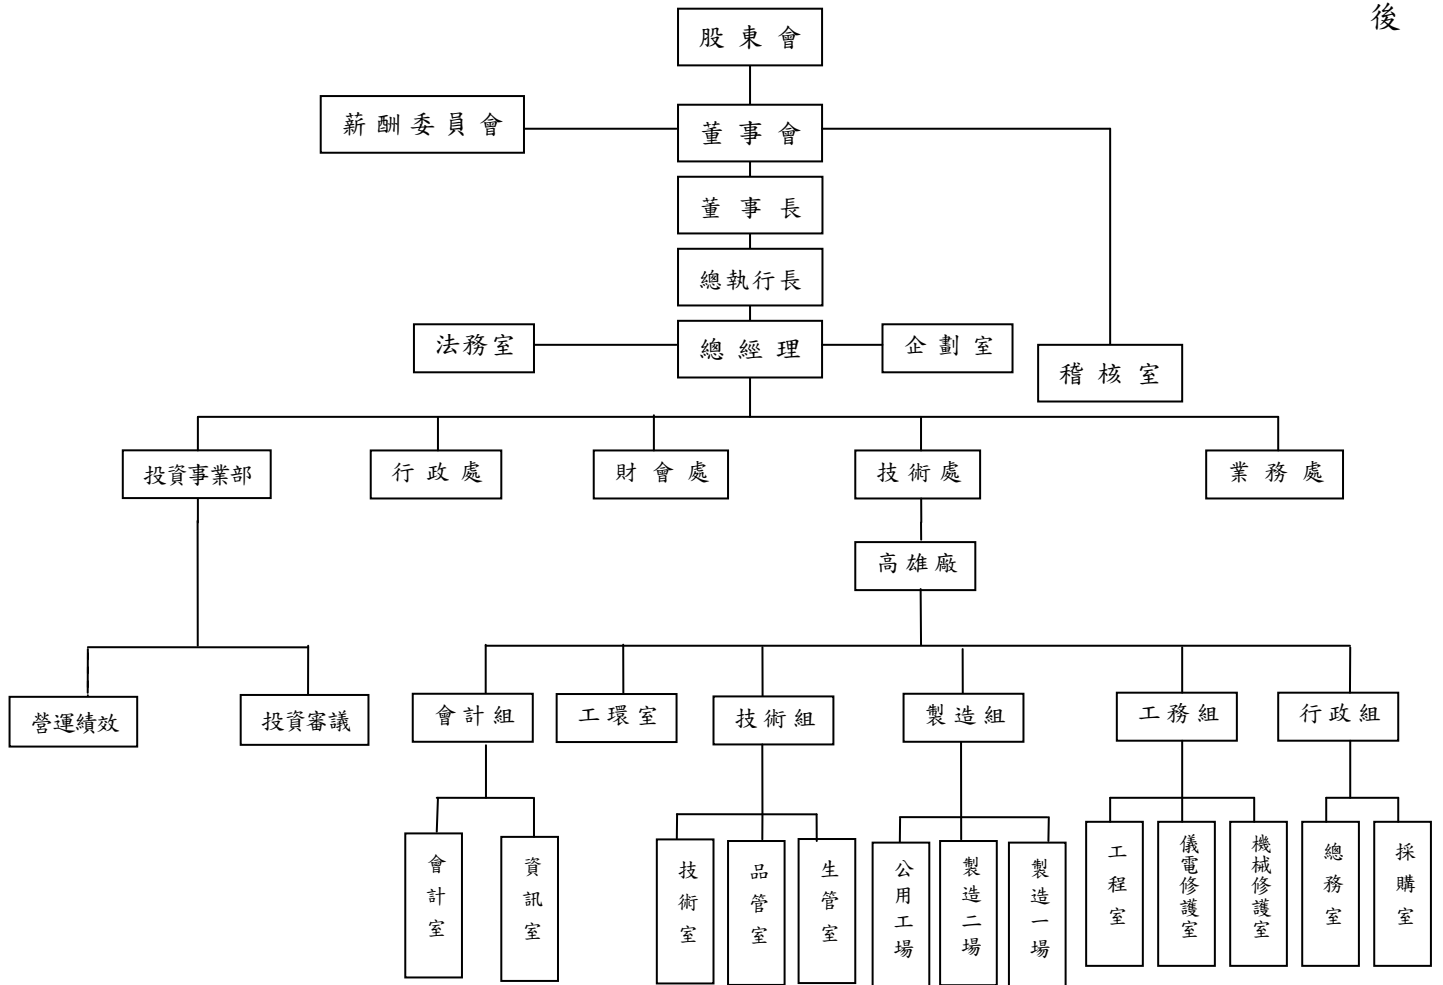 後
股東會
薪酬委員會
董事會
董事長
總執行長
法務室
總經理
企劃室
稽核室
投資事業部
行政處
財會處
技術處
業務處
高雄廠
營運績效
投資審議
會計組
工環室
技術組
製造組
工務組
行政組
會計室
資訊室
技術室
品管室
生管室
公用工場
製造二場
製造一場
工程室
儀電修護室
機械修護室
總務室
採購室